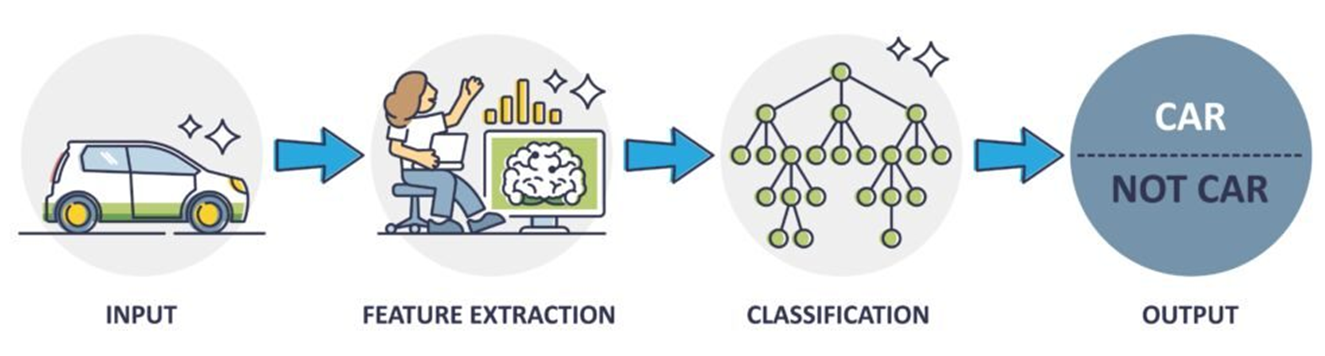 CAR
NOT CAR
INPUT
FEATURE EXTRACTION
CLASSIFICATION
OUTPUT